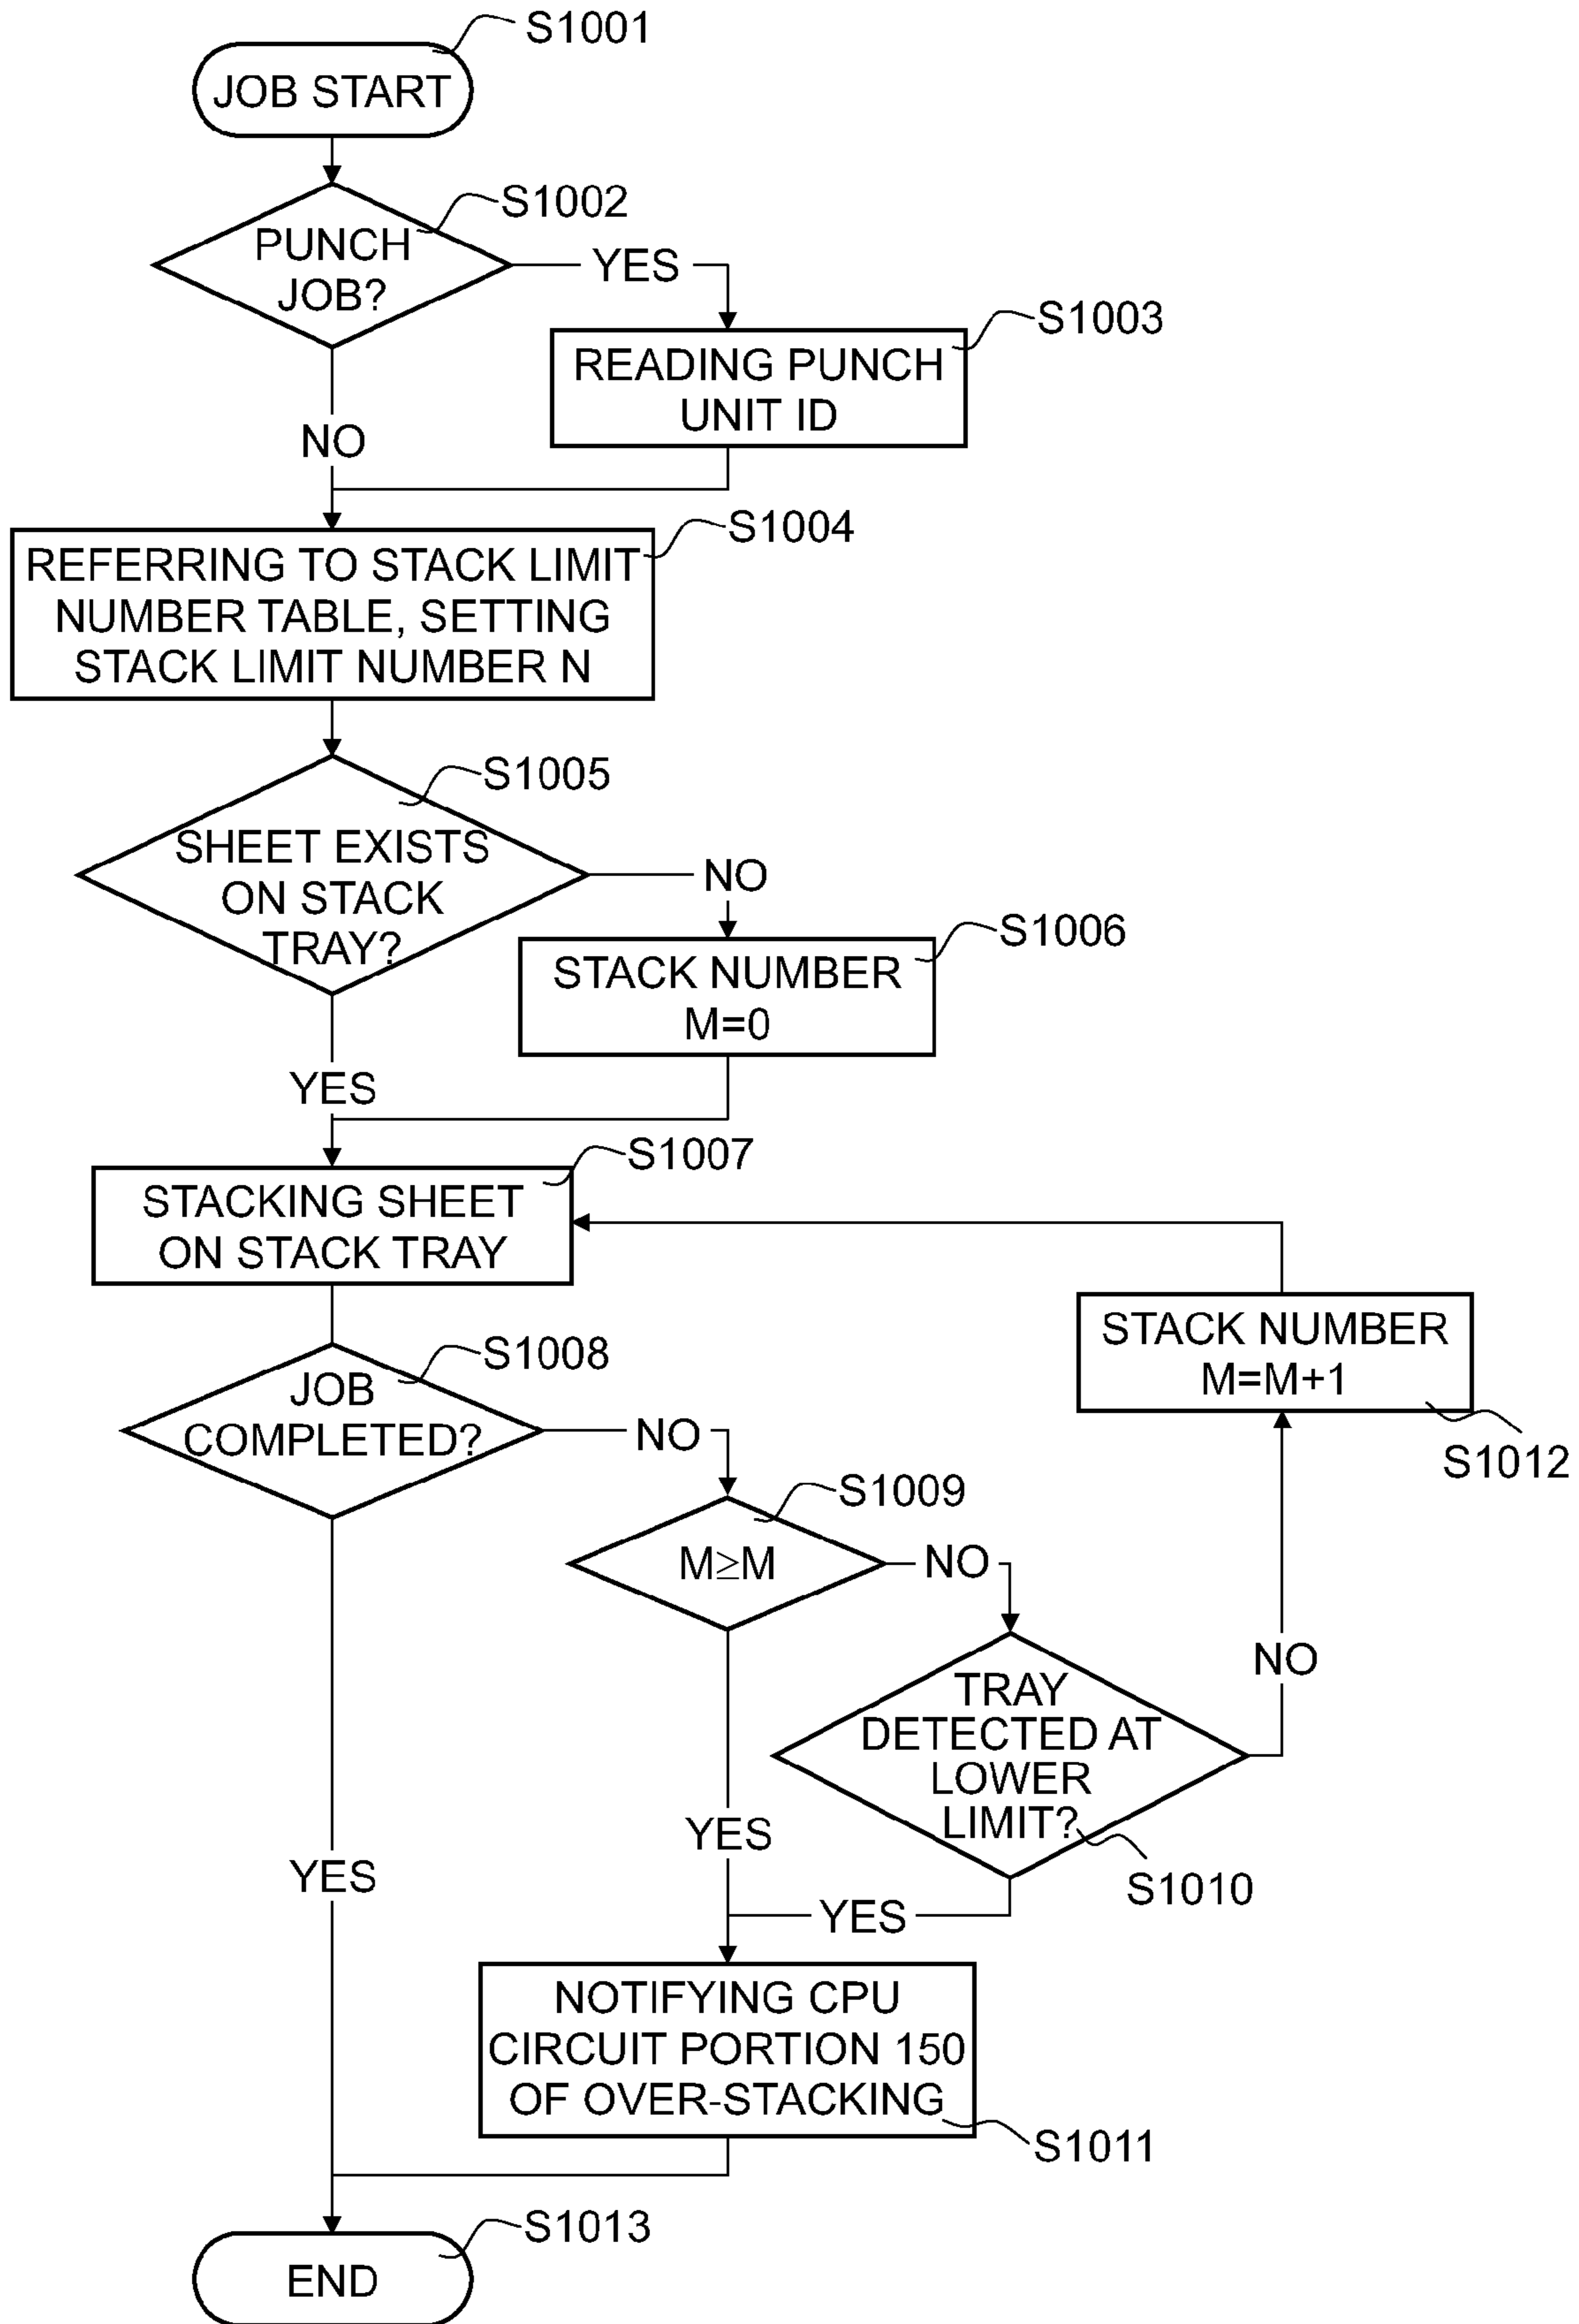 S1001
JOB START
S1002
PUNCH
JOB?
YES
S1003
READING PUNCH
UNIT ID
NO
S1004
REFERRING TO STACK LIMIT
NUMBER TABLE, SETTING
STACK LIMIT NUMBER N
S1005
SHEET EXISTS
ON STACK
TRAY?
NO
S1006
STACK NUMBER
M=0
YES
S1007
STACKING SHEET
ON STACK TRAY
S1008
JOB
COMPLETED?
NO
STACK NUMBER
M=M+1
S1012
S1009
M≥M
NO
NO
TRAY
DETECTED AT
LOWER
LIMIT?
S1010
YES
YES
YES
NOTIFYING CPU
CIRCUIT PORTION 150
OF OVER-STACKING
S1011
S1013
END